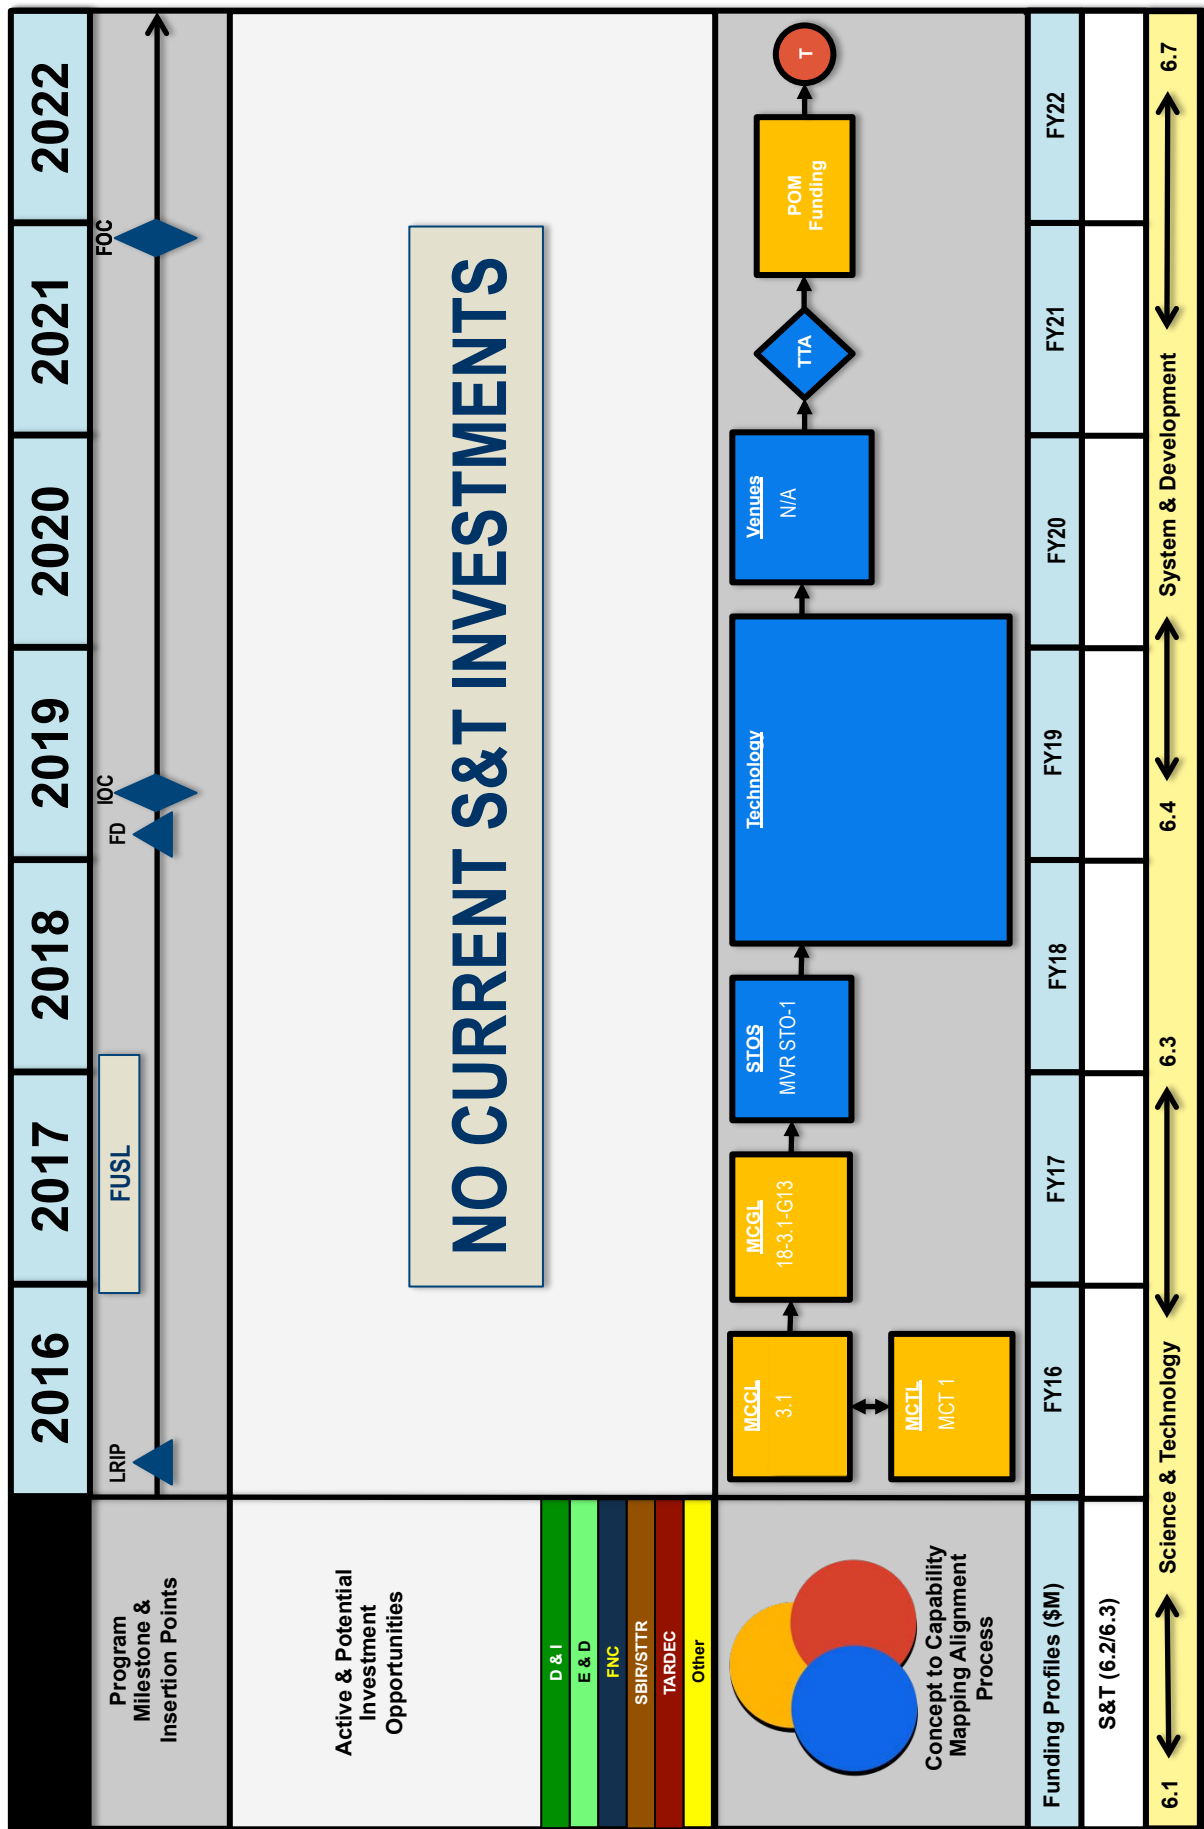 2016
2017
2018
2019
2020
2021
2022
Program
Milestone &
Insertion Points
LRIP
FUSL
FD
IOC
FOC
Active & Potential
Investment
Opportunities
D & I
E & D
FNC
SBIR/STTR
TARDEC
Other
NO CURRENT S&T INVESTMENTS
Concept to Capability
Mapping Alignment
Process
MCCL
3.1
MCTL
MCT 1
MCGL
18-3.1-G13
STOS
MVR STO-1
Technology
Venues
N/A
TTA
POM
Funding
T
Funding Profiles ($M)
FY16
FY17
FY18
FY19
FY20
FY21
FY22
S&T (6.2/6.3)
6.1
Science & Technology
6.3
6.4
System & Development
6.7